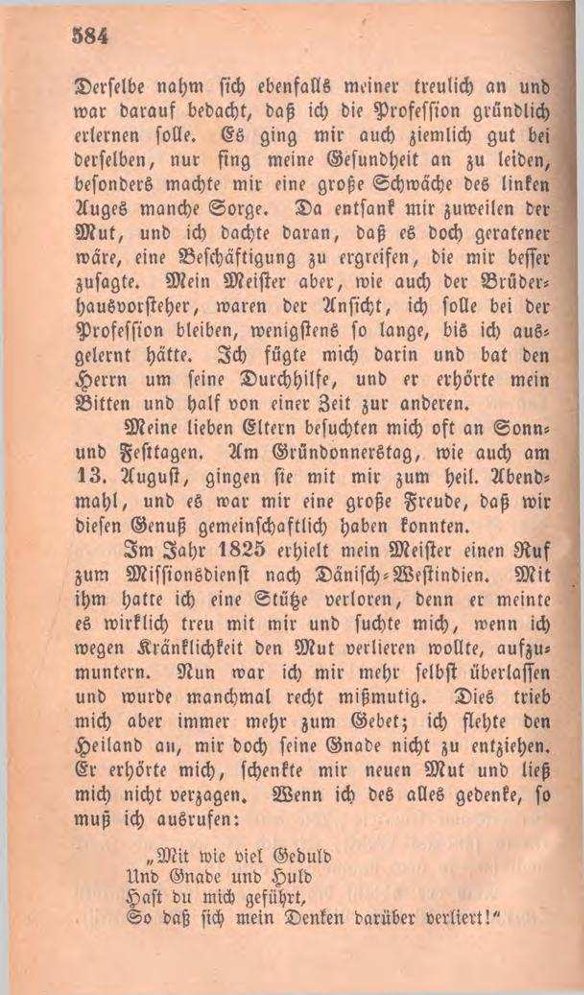 584
Derselbe nahm sich ebenfalls meiner treulich an und
war darauf bedacht, daß ich die Profession gründlich
erlernen solle. Es ging mir auch ziemlich gut bei
derselben, nur fing meine Gesundheit an zu leiden,
besonders machte mir eine große Schwäche des linken
Auges manche Sorge. Da entsank mir zuweilen der
Mut, und ich dachte daran, daß es doch geratener
wäre, eine Beschäftigung zu ergreifen, die mir besser
zusagte. Mein Meister aber, wie auch der Brüder-
hausvorsteher, waren der Ansicht, ich solle bei der
Profession bleiben, wenigstens so lange, bis ich aus-
gelernt hätte. Ich fügte mich darin und bat den
Herrn um seine Durchhilfe, und er erhörte mein
Bitten und half von einer Zeit zur anderen.
Meine lieben Eltern besuchten mich oft an Sonn-
und Festtagen. Am Gründonnerstag, wie auch am
13. August, gingen sie mit mir zum heil. Abend-
mahl, und es war mir eine große Freude, daß wir
diesen Genuß gemeinschaftlich haben konnten.
Im Jahr 1825 erhielt mein Meister einen Ruf
zum Missionsdienst nach Dänisch-Westindien. Mit
ihm hatte ich eine Stütze verloren, denn er meinte
es wirklich treu mit mir und suchte mich, wenn ich
wegen Kränklichkeit den Mut verlieren wollte, aufzu-
muntern. Nun war ich mir mehr selbst überlassen
und wurde manchmal recht mißmutig. Dies trieb
mich aber immer mehr zum Gebet; ich flehte den
Heiland an, mir doch seine Gnade nicht zu entziehen.
Er erhörte mich, schenkte mir neuen Mut und ließ
mich nicht verzagen. Wenn ich des alles gedenke, so
muß ich ausrufen:
„Mit wie viel Geduld
Und Gnade und Huld
Hast du mich geführt,
So daß sich mein Denken darüber verliert!"